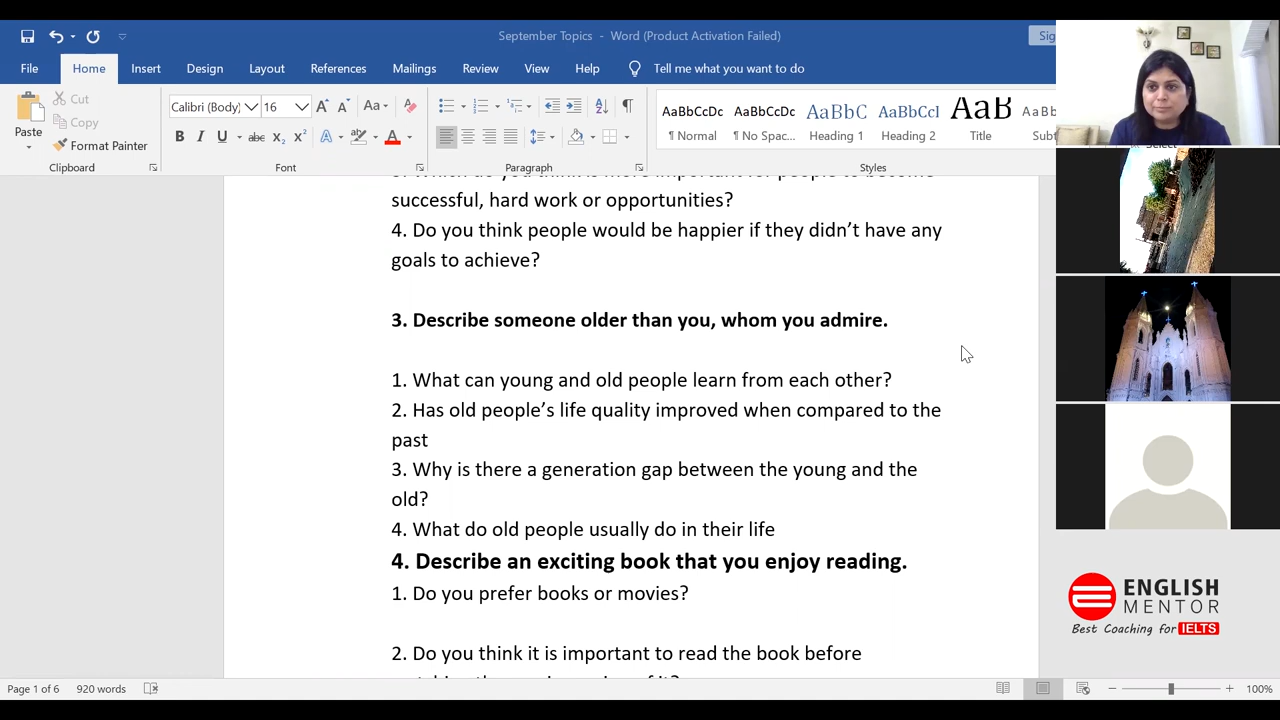 September Topics - Word (Product Activation Failed)
File Home Insert Design Layout References Mailings Review View Help Tell me what you want to do
Cut
Copy
Paste
Format Painter
Calibri (Body) 16
Clipboard Font Paragraph Styles
AaBbCcDc AaBbCcDc AaBbC AaBbCcI AaB
¶ Normal ¶ No Spac... Heading 1 Heading 2 Title
successful, hard work or opportunities?
4. Do you think people would be happier if they didn’t have any
goals to achieve?
3. Describe someone older than you, whom you admire.
1. What can young and old people learn from each other?
2. Has old people’s life quality improved when compared to the
past
3. Why is there a generation gap between the young and the
old?
4. What do old people usually do in their life
4. Describe an exciting book that you enjoy reading.
1. Do you prefer books or movies?
2. Do you think it is important to read the book before
ENGLISH
MENTOR
Best Coaching for IELTS
Page 1 of 6 920 words
100%